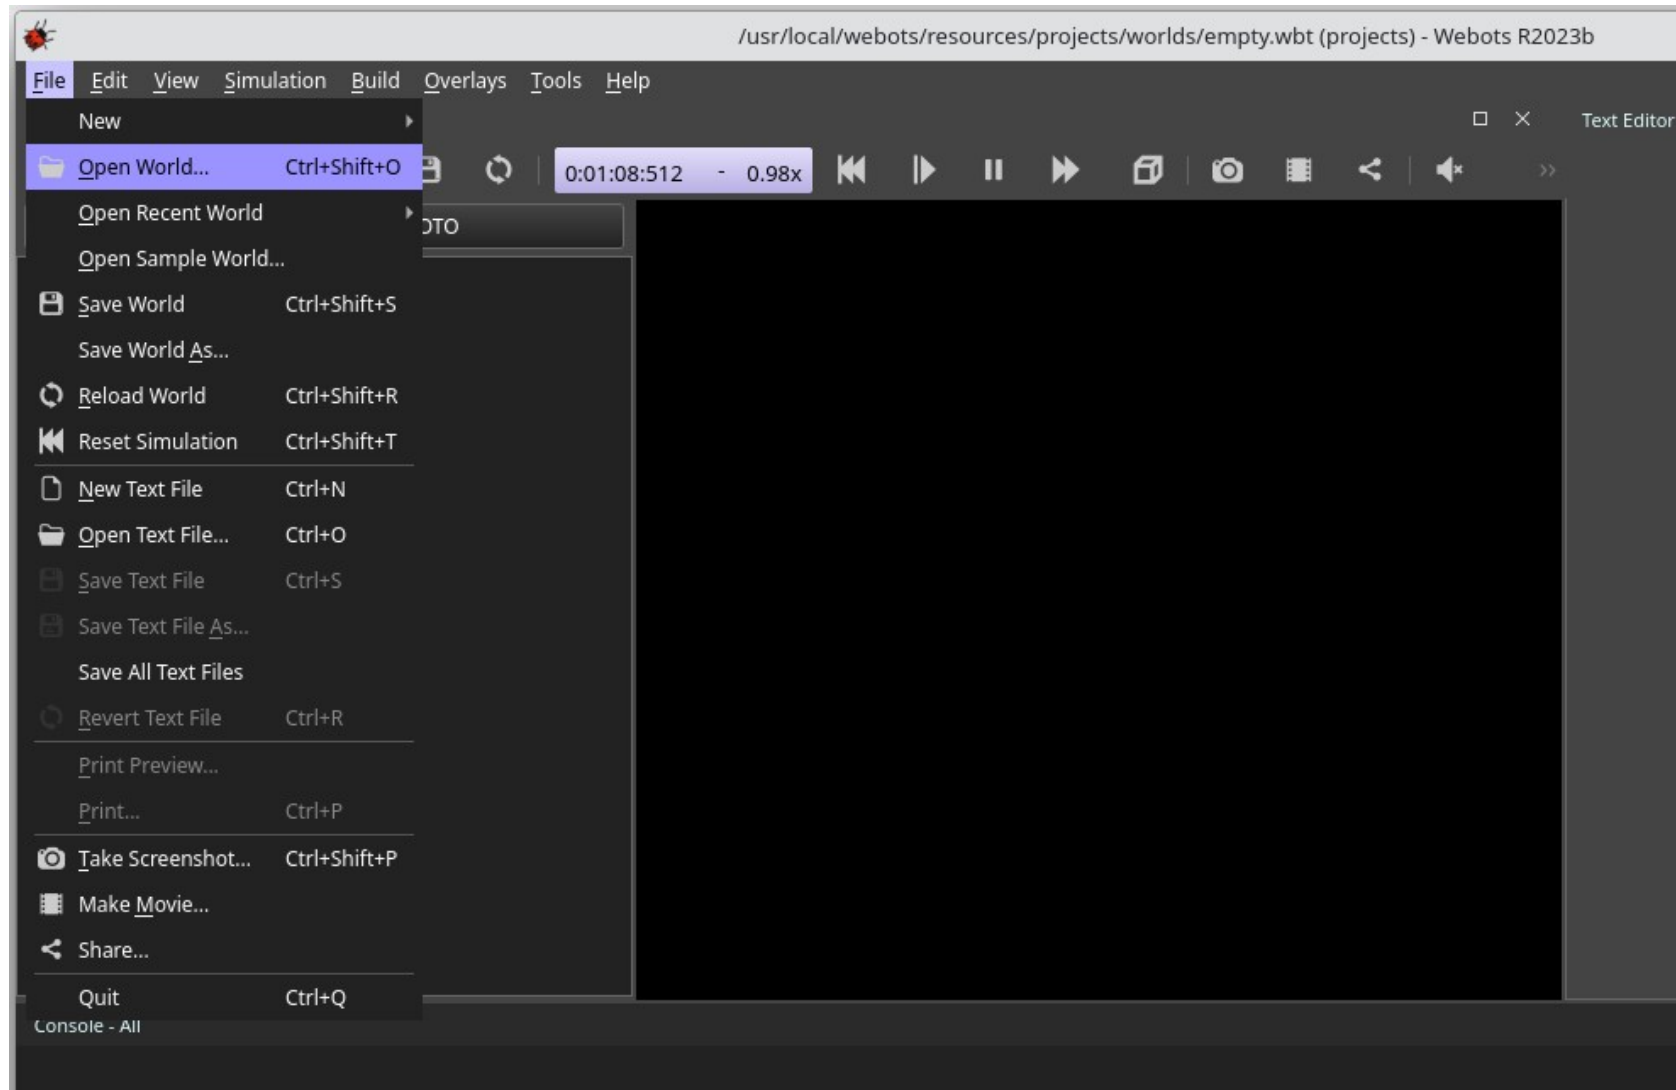 /usr/local/webots/resources/projects/worlds/empty.wbt (projects) - Webots R2023b
File Edit View Simulation Build Overlays Tools Help
New
Text Editor
Open World... Ctrl+Shift+O
0:01:08:512 - 0.98x
Open Recent World
OTO
Open Sample World...
Save World Ctrl+Shift+S
Save World As...
Reload World Ctrl+Shift+R
Reset Simulation Ctrl+Shift+T
New Text File Ctrl+N
Open Text File... Ctrl+O
Save Text File Ctrl+S
Save Text File As...
Save All Text Files
Revert Text File Ctrl+R
Print Preview...
Print... Ctrl+P
Take Screenshot... Ctrl+Shift+P
Make Movie...
Share...
Quit Ctrl+Q
Console - All